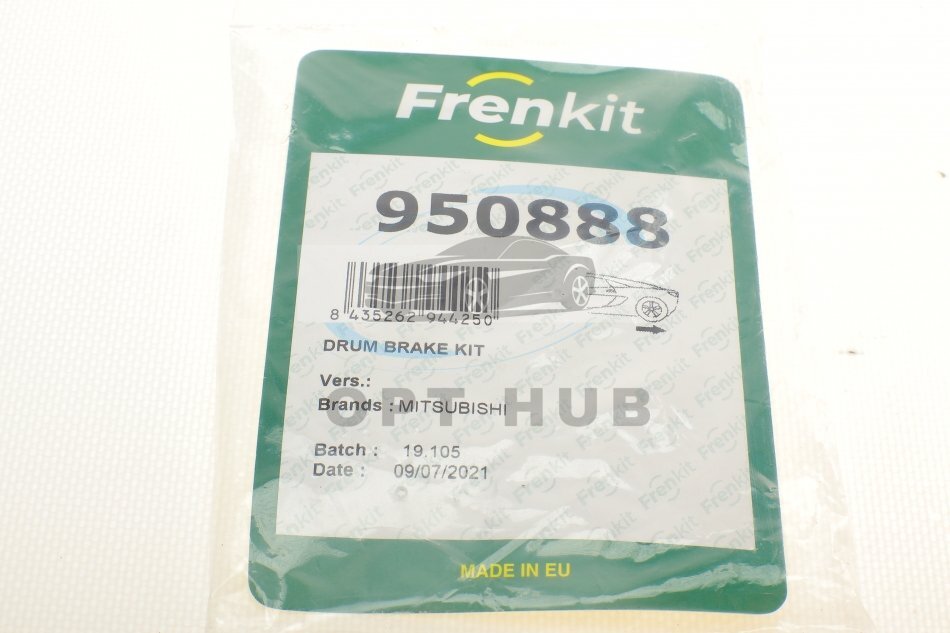 Frenkit
950888
8 435262 944250
DRUM BRAKE KIT
Vers.:
Brands : MITSUBISHI
OPT HUB
Batch : 19.105
Date : 09/07/2021
MADE IN EU